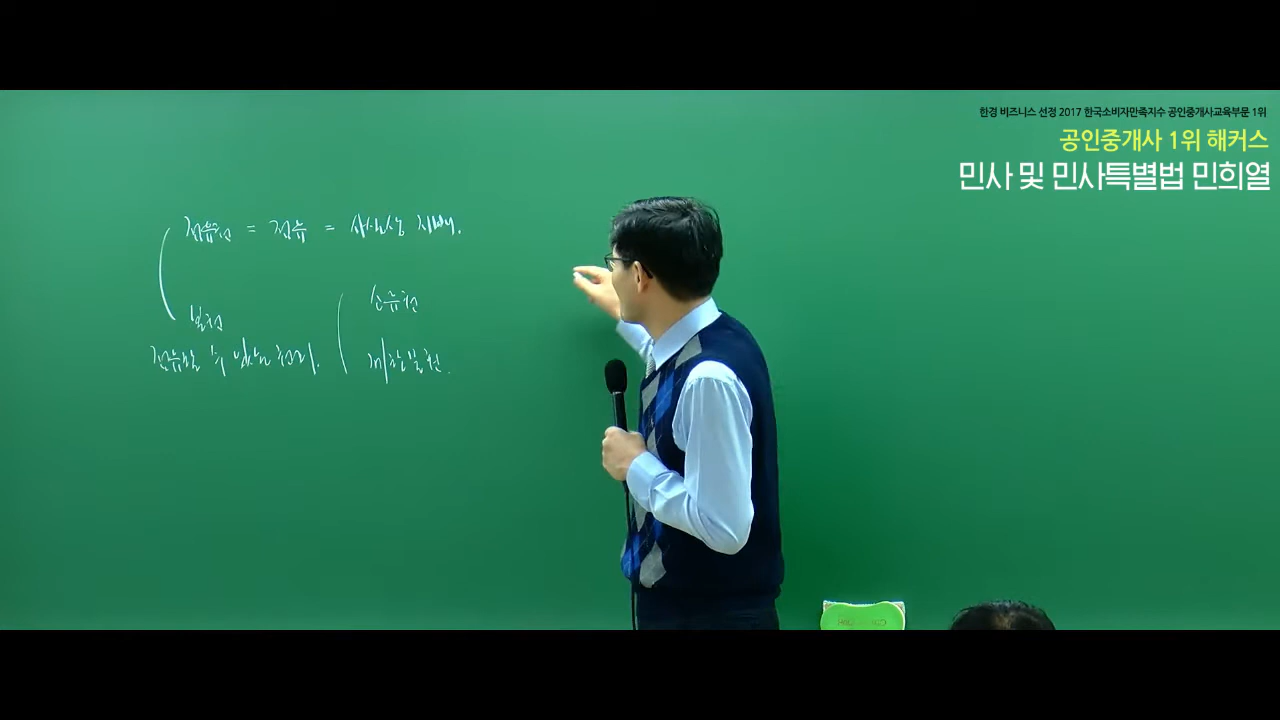 한경 비즈니스 선정 2017 한국소비자만족지수 공인중개사교육부문 1위
공인중개사 1위 해커스
민사 및 민사특별법 민희열
점유권 = 점유 = 사실상 지배.
본권
점유할 수 있는 권리.
소유권
제한물권.